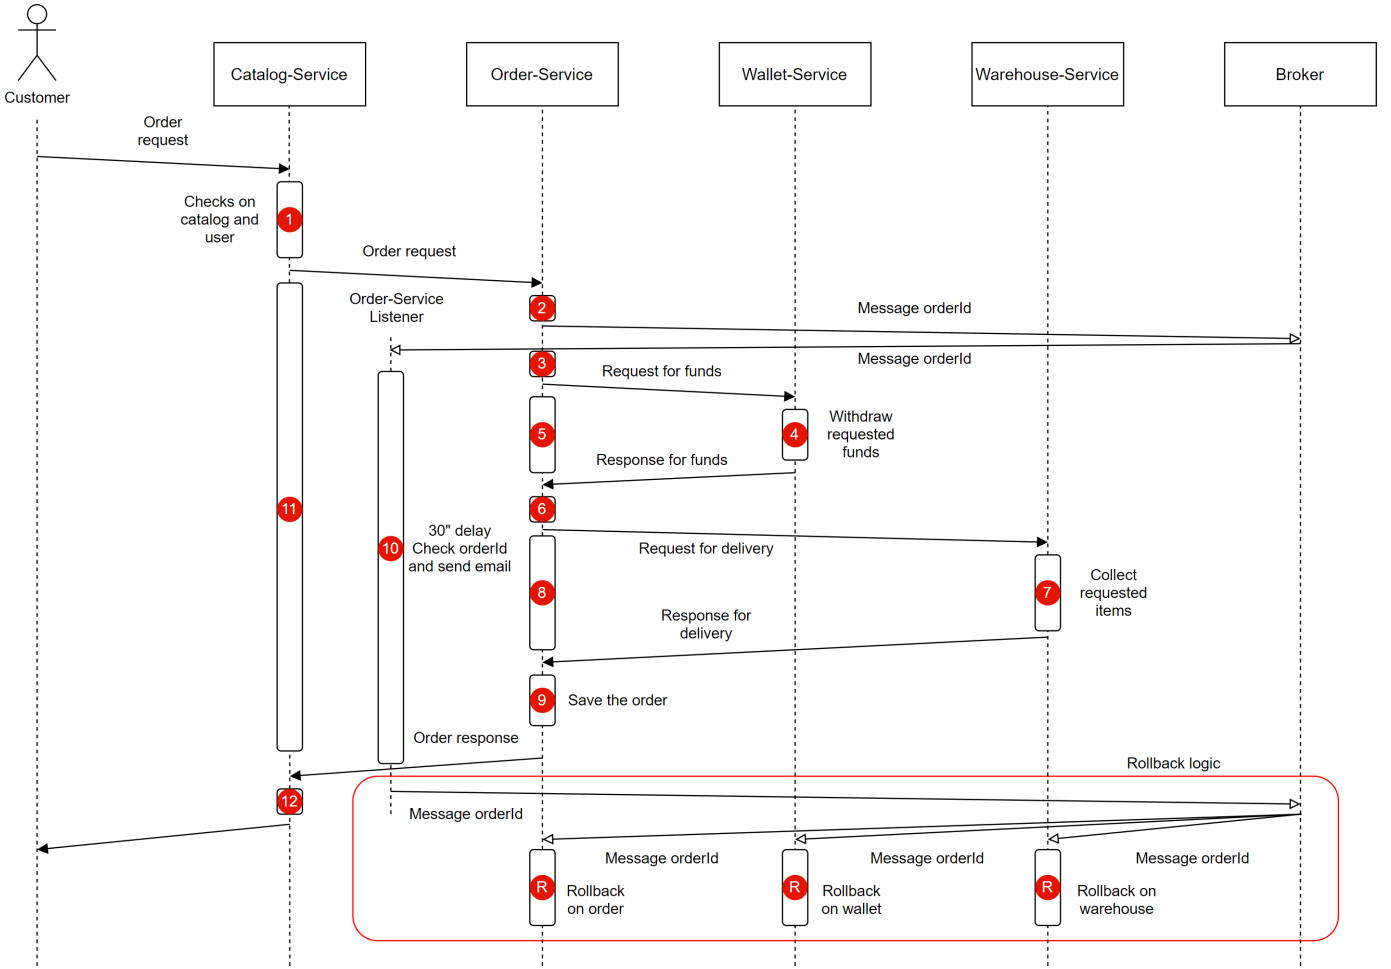 Customer
Catalog-Service
Order-Service
Wallet-Service
Warehouse-Service
Broker
Order
request
Checks on
catalog and
user
1
Order request
Order-Service
Listener
2
Message orderId
3
Message orderId
Request for funds
Withdraw
requested
funds
4
5
Response for funds
6
11
30" delay
Check orderId
and send email
10
Request for delivery
Collect
requested
items
7
8
Response for
delivery
9
Save the order
Order response
Rollback logic
12
Message orderId
Message orderId
Message orderId
Message orderId
R
Rollback
on order
R
Rollback
on wallet
R
Rollback on
warehouse